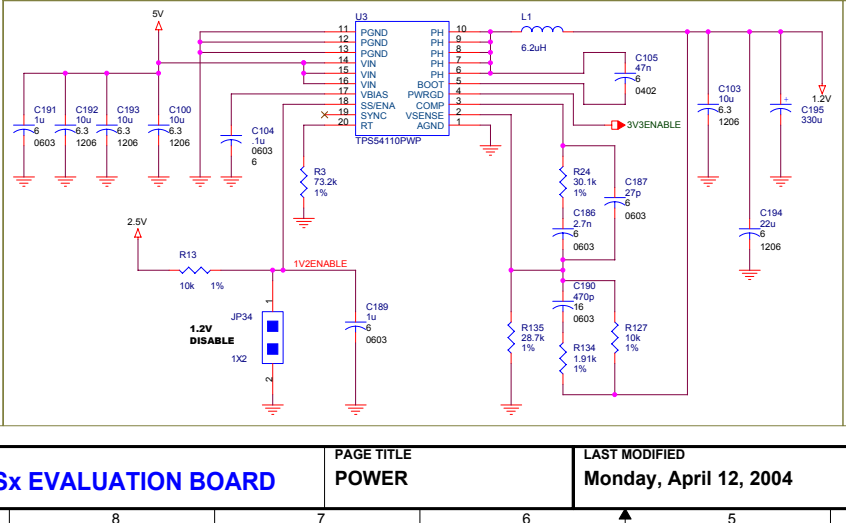 5V
U3
11 PGND PH 10
12 PGND PH 9
13 PGND PH 8
14 VIN PH 7
15 VIN PH 6
16 VIN BOOT 5
17 VBIAS PWRGD 4
18 SS/ENA COMP 3
19 SYNC VSENSE 2
20 RT AGND 1
TPS54110PWP
L1
6.2uH
C105
47n
6
0402
3V3ENABLE
C103
10u
6.3
1206
+
1.2V
C195
330u
C191
1u
6
0603
C192
10u
6.3
1206
C193
10u
6.3
1206
C100
10u
6.3
1206
C104
.1u
0603
6
R3
73.2k
1%
R24
30.1k
1%
C187
27p
6
0603
C186
2.7n
6
0603
C194
22u
6
1206
2.5V
R13
10k 1%
1V2ENABLE
1
JP34
1.2V
DISABLE
1X2
2
C189
1u
6
0603
C190
470p
16
0603
R135
28.7k
1%
R134
1.91k
1%
R127
10k
1%
Sx EVALUATION BOARD
PAGE TITLE
POWER
LAST MODIFIED
Monday, April 12, 2004
8 7 6 5